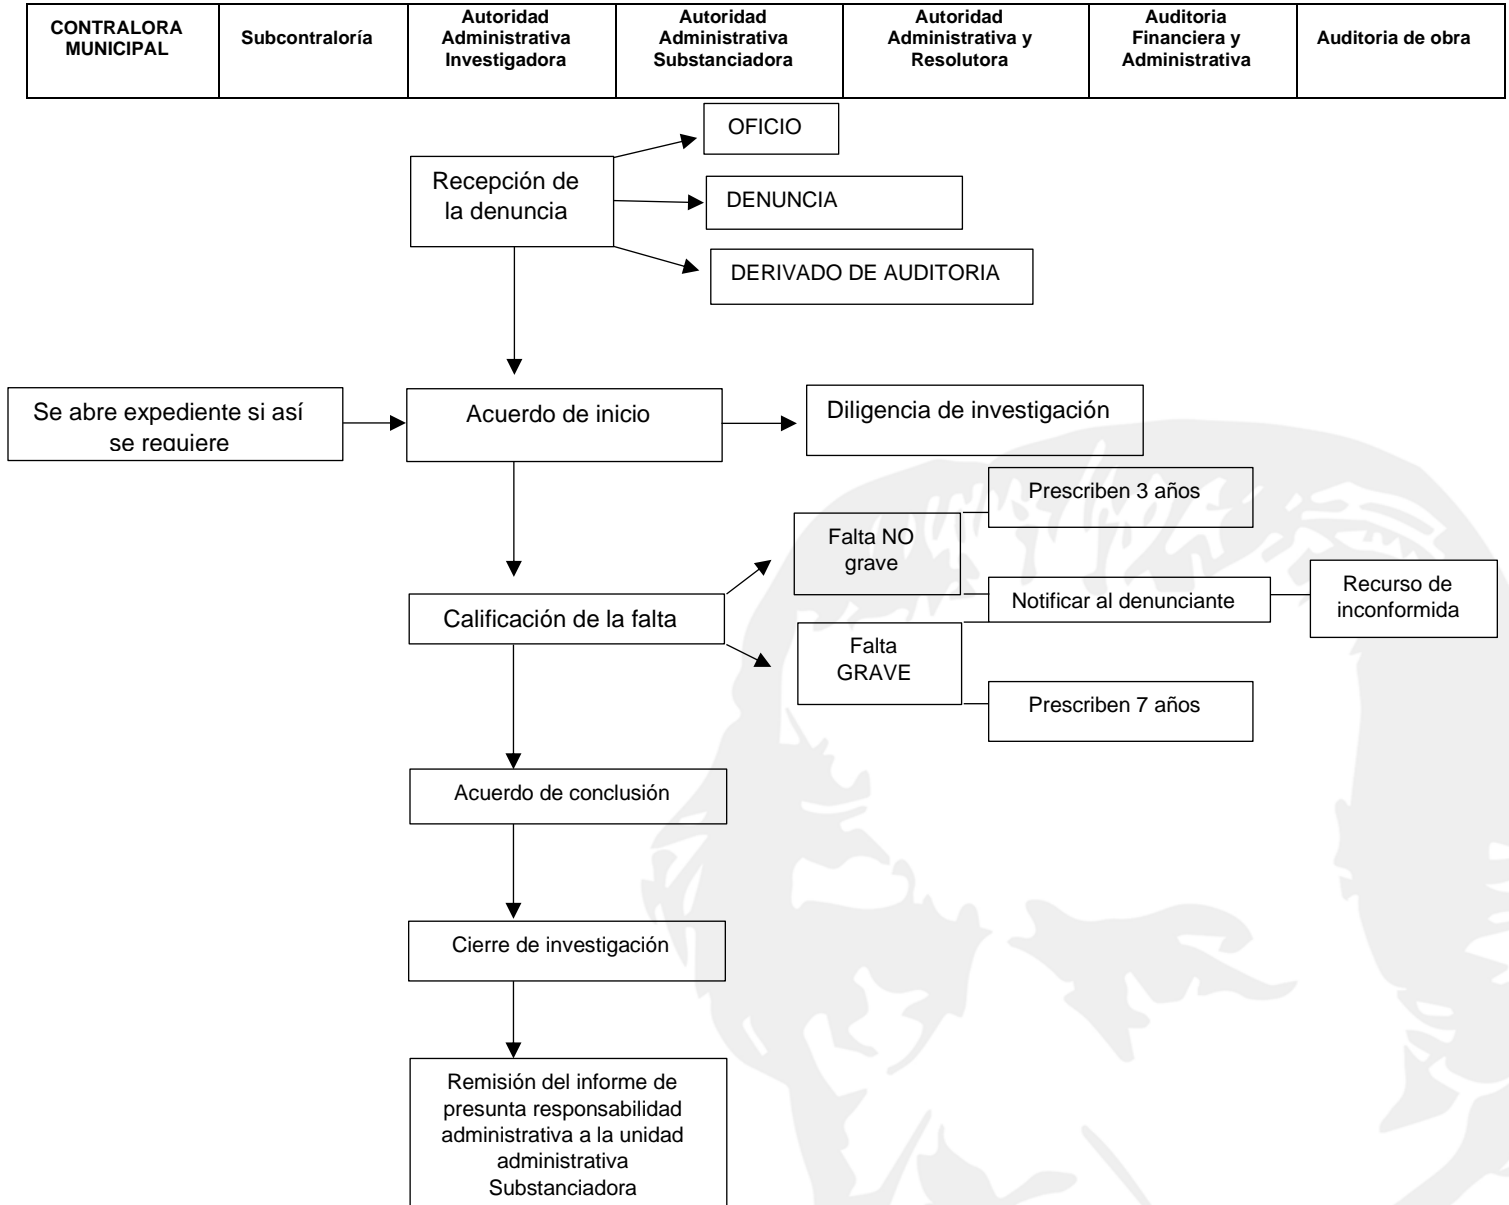 CONTRALORA
MUNICIPAL
Subcontraloría
Autoridad
Administrativa
Investigadora
Autoridad
Administrativa
Substanciadora
Autoridad
Administrativa y
Resolutora
Auditoria
Financiera y
Administrativa
Auditoria de obra
OFICIO
Recepción de
la denuncia
DENUNCIA
DERIVADO DE AUDITORIA
Se abre expediente si así
se requiere
Acuerdo de inicio
Diligencia de investigación
Prescriben 3 años
Falta NO
grave
Notificar al denunciante
Recurso de
inconformida
Calificación de la falta
Falta
GRAVE
Prescriben 7 años
Acuerdo de conclusión
Cierre de investigación
Remisión del informe de
presunta responsabilidad
administrativa a la unidad
administrativa
Substanciadora